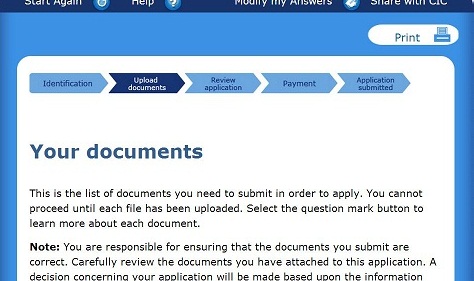 Start Again Help Modify my Answers Share with CIC
Print
Identification Upload documents Review application Payment Application submitted
Your documents
This is the list of documents you need to submit in order to apply. You cannot
proceed until each file has been uploaded. Select the question mark button to
learn more about each document.
Note: You are responsible for ensuring that the documents you submit are
correct. Carefully review the documents you have attached to this application. A
decision concerning your application will be made based upon the information